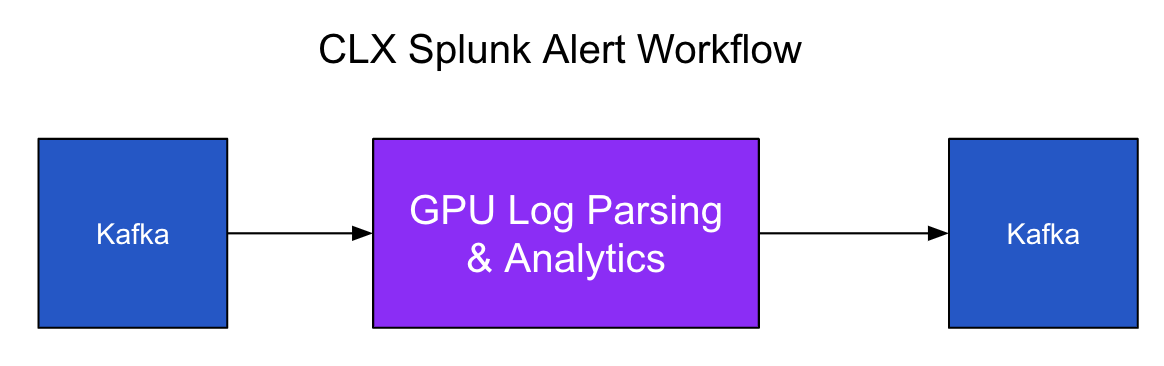 CLX Splunk Alert Workflow
Kafka
GPU Log Parsing
& Analytics
Kafka